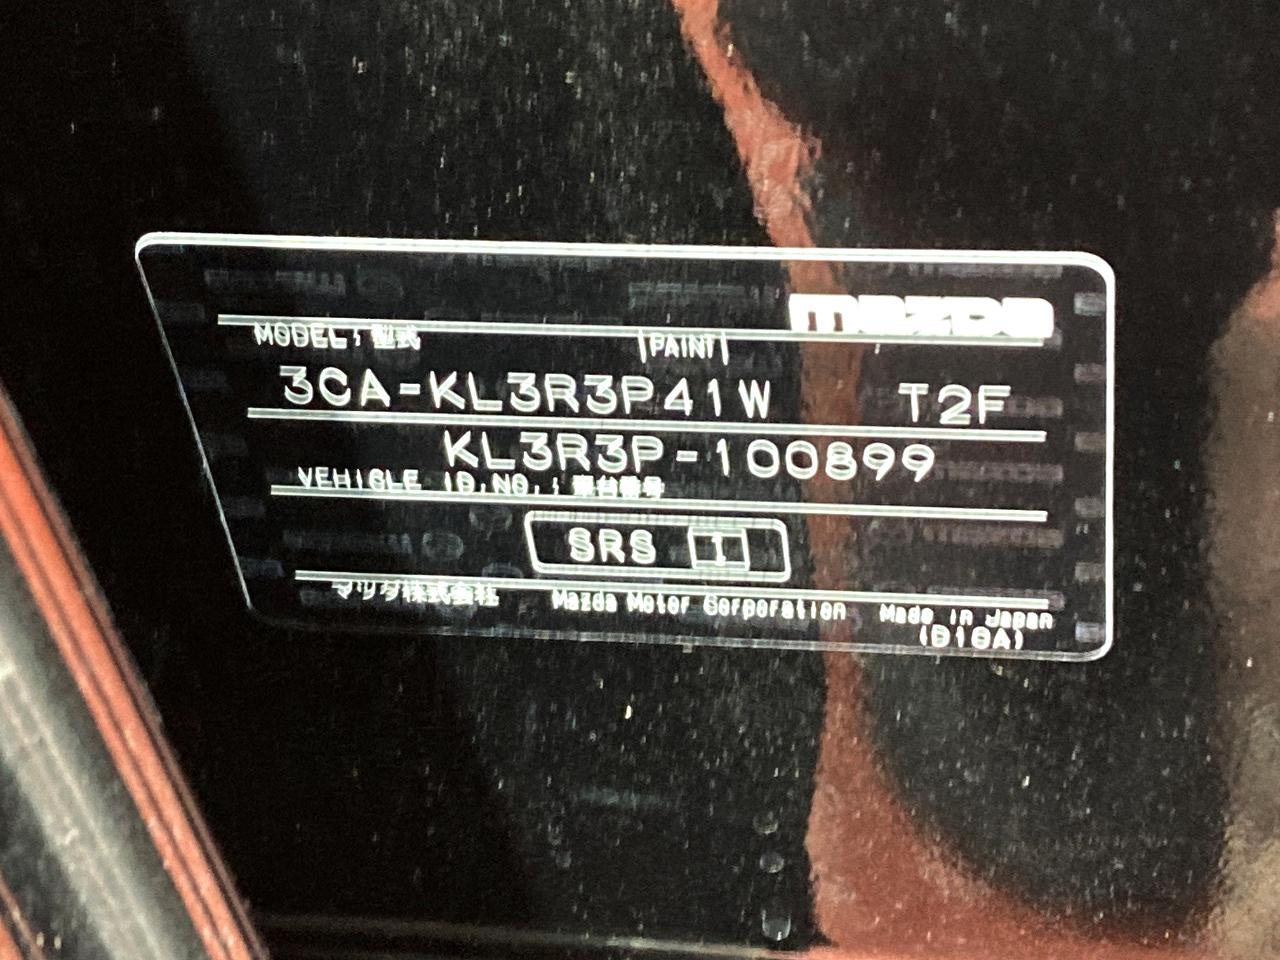 mazda
MODEL: 型式 PAINT
3CA-KL3R3P41W T2F
KL3R3P-100899
VEHICLE ID.NO.: 車台番号
SRS 1
マツダ株式会社 Mazda Motor Corporation Made in Japan
(D10A)